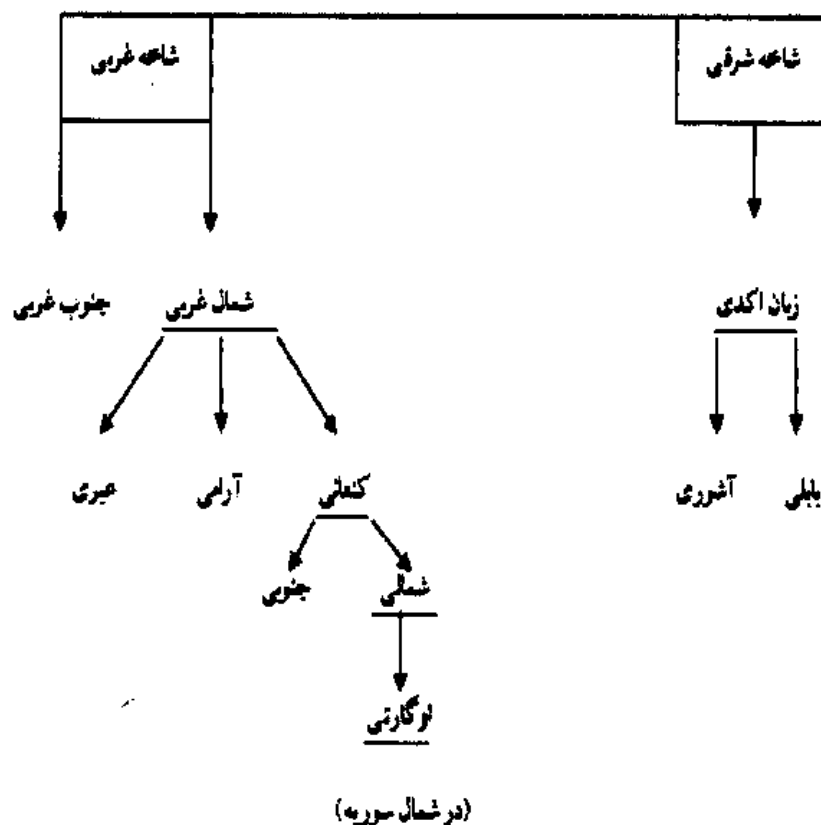 شاخه شرقی
شاخه غربی
زبان اکدی
شمال غربی
جنوب غربی
بابلی
آشوری
کنعانی
آرامی
عبری
شمالی
جنوبی
اوگارتی
(در شمال سوریه)